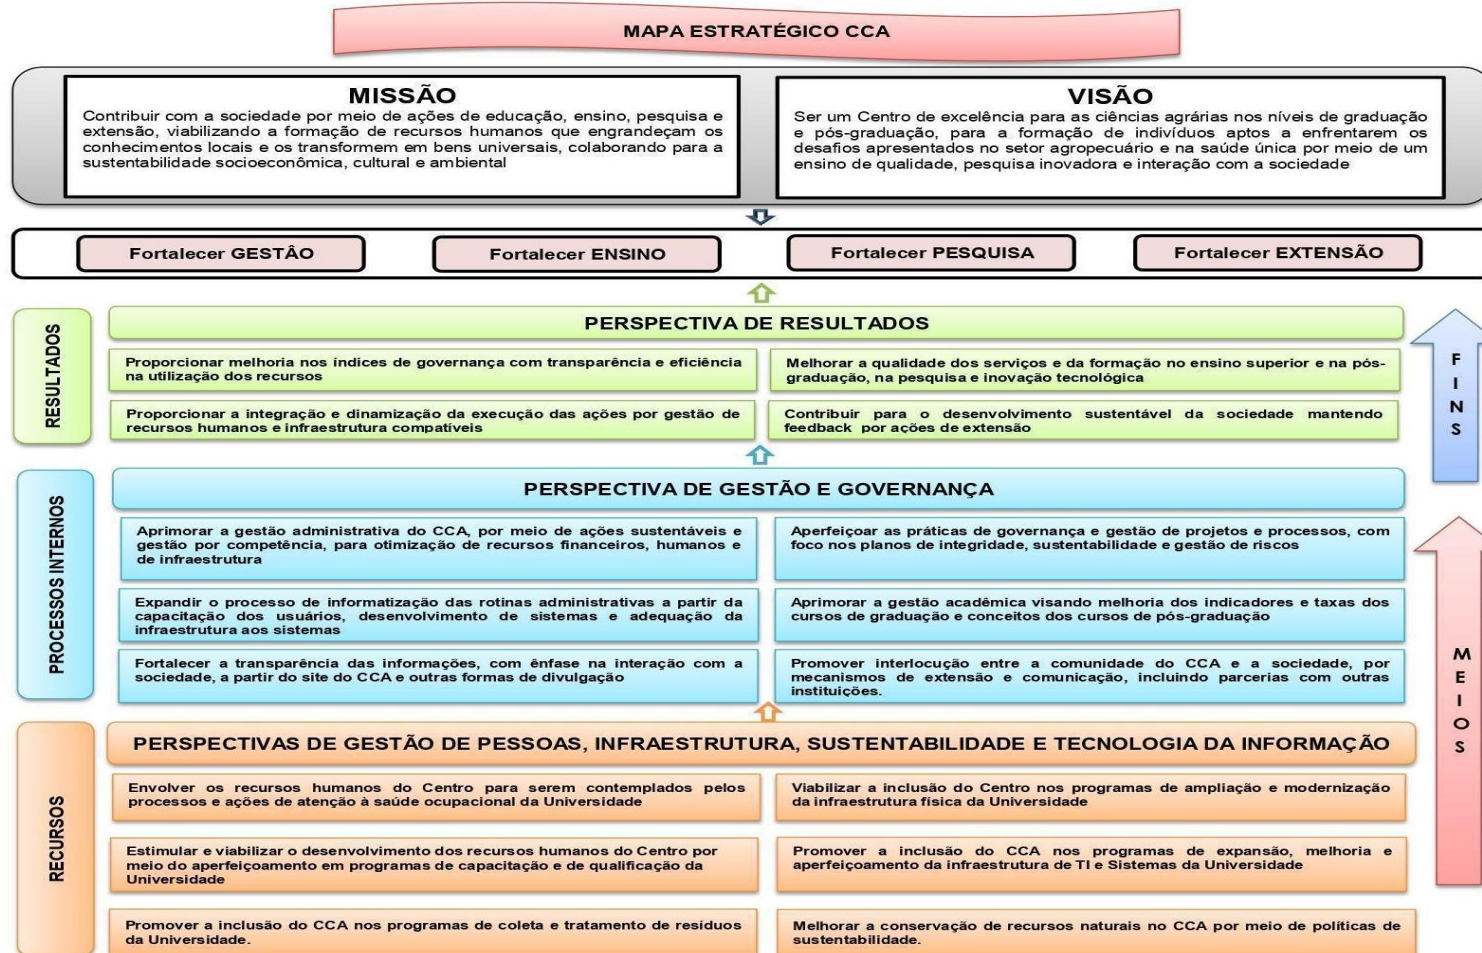 MAPA ESTRATÉGICO CCA
MISSÃO
Contribuir com a sociedade por meio de ações de educação, ensino, pesquisa e
extensão, viabilizando a formação de recursos humanos que engrandeçam os
conhecimentos locais e os transformem em bens universais, colaborando para a
sustentabilidade socioeconômica, cultural e ambiental
VISÃO
Ser um Centro de excelência para as ciências agrárias nos níveis de graduação
e pós-graduação, para a formação de indivíduos aptos a enfrentarem os
desafios apresentados no setor agropecuário e na saúde única por meio de um
ensino de qualidade, pesquisa inovadora e interação com a sociedade
Fortalecer GESTÂO
Fortalecer ENSINO
Fortalecer PESQUISA
Fortalecer EXTENSÃO
RESULTADOS
PERSPECTIVA DE RESULTADOS
Proporcionar melhoria nos índices de governança com transparência e eficiência
na utilização dos recursos
Melhorar a qualidade dos serviços e da formação no ensino superior e na pós-
graduação, na pesquisa e inovação tecnológica
Proporcionar a integração e dinamização da execução das ações por gestão de
recursos humanos e infraestrutura compatíveis
Contribuir para o desenvolvimento sustentável da sociedade mantendo
feedback por ações de extensão
FINS
PROCESSOS INTERNOS
PERSPECTIVA DE GESTÃO E GOVERNANÇA
Aprimorar a gestão administrativa do CCA, por meio de ações sustentáveis e
gestão por competência, para otimização de recursos financeiros, humanos e
de infraestrutura
Aperfeiçoar as práticas de governança e gestão de projetos e processos, com
foco nos planos de integridade, sustentabilidade e gestão de riscos
Expandir o processo de informatização das rotinas administrativas a partir da
capacitação dos usuários, desenvolvimento de sistemas e adequação da
infraestrutura aos sistemas
Aprimorar a gestão acadêmica visando melhoria dos indicadores e taxas dos
cursos de graduação e conceitos dos cursos de pós-graduação
Fortalecer a transparência das informações, com ênfase na interação com a
sociedade, a partir do site do CCA e outras formas de divulgação
Promover interlocução entre a comunidade do CCA e a sociedade, por
mecanismos de extensão e comunicação, incluindo parcerias com outras
instituições.
MEIOS
RECURSOS
PERSPECTIVAS DE GESTÃO DE PESSOAS, INFRAESTRUTURA, SUSTENTABILIDADE E TECNOLOGIA DA INFORMAÇÃO
Envolver os recursos humanos do Centro para serem contemplados pelos
processos e ações de atenção à saúde ocupacional da Universidade
Viabilizar a inclusão do Centro nos programas de ampliação e modernização
da infraestrutura física da Universidade
Estimular e viabilizar o desenvolvimento dos recursos humanos do Centro por
meio do aperfeiçoamento em programas de capacitação e de qualificação da
Universidade
Promover a inclusão do CCA nos programas de expansão, melhoria e
aperfeiçoamento da infraestrutura de TI e Sistemas da Universidade
Promover a inclusão do CCA nos programas de coleta e tratamento de resíduos
da Universidade.
Melhorar a conservação de recursos naturais no CCA por meio de políticas de
sustentabilidade.